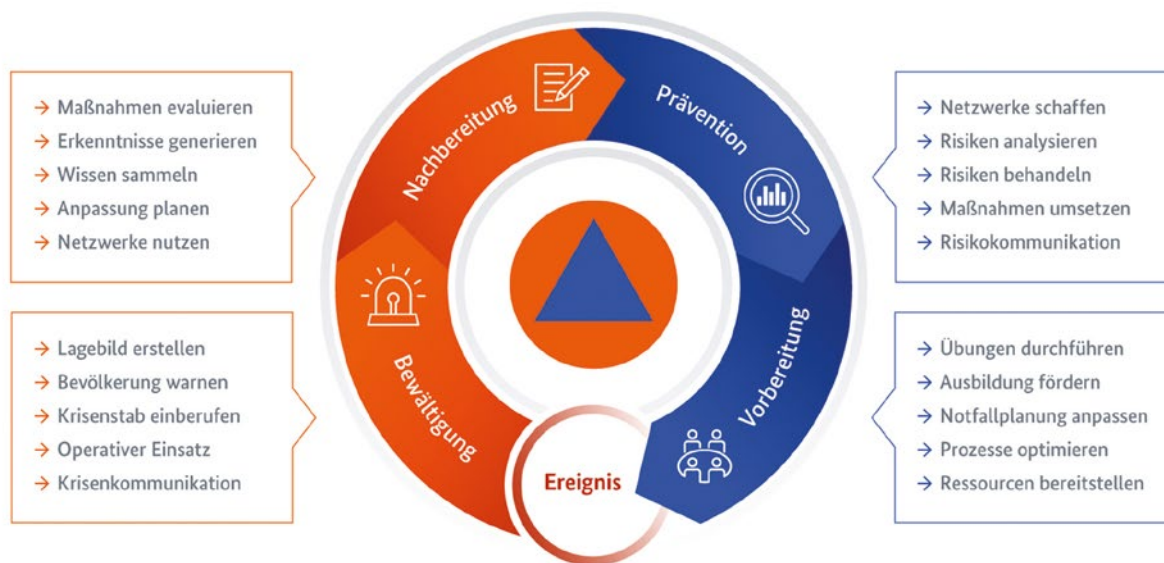 → Maßnahmen evaluieren
→ Erkenntnisse generieren
→ Wissen sammeln
→ Anpassung planen
→ Netzwerke nutzen
Nachbereitung
Prävention
→ Netzwerke schaffen
→ Risiken analysieren
→ Risiken behandeln
→ Maßnahmen umsetzen
→ Risikokommunikation
→ Lagebild erstellen
→ Bevölkerung warnen
→ Krisenstab einberufen
→ Operativer Einsatz
→ Krisenkommunikation
Bewältigung
Ereignis
Vorbereitung
→ Übungen durchführen
→ Ausbildung fördern
→ Notfallplanung anpassen
→ Prozesse optimieren
→ Ressourcen bereitstellen